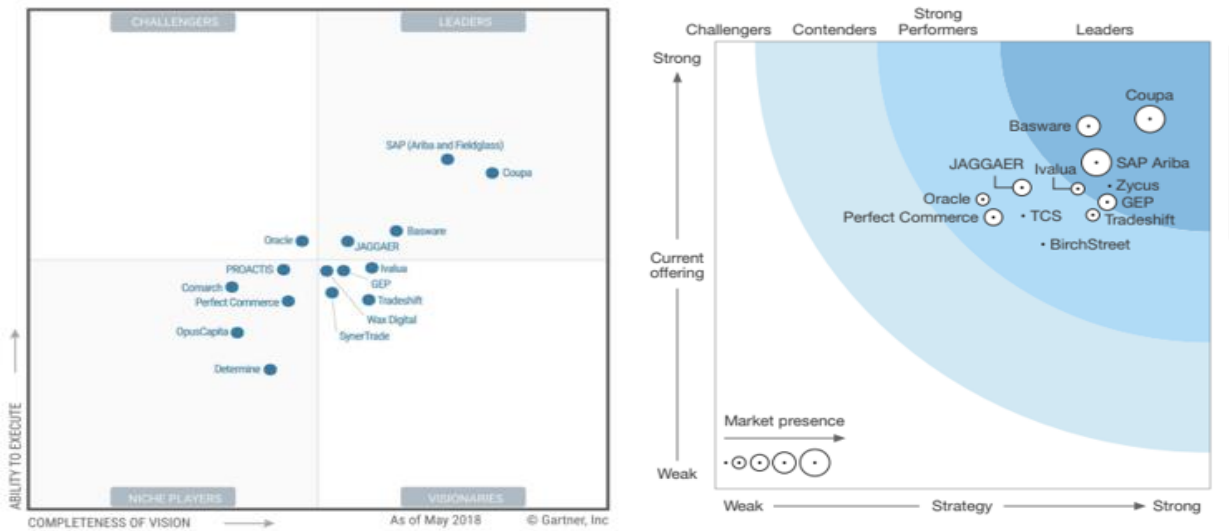 CHALLENGERS
LEADERS
SAP (Ariba and Fieldglass)
Coupa
Basware
Oracle
JAGGAER
PROACTIS
Ivalua
GEP
Comarch
Perfect Commerce
Tradeshift
Wax Digital
OpusCapita
SynerTrade
Determine
NICHE PLAYERS
VISIONARIES
ABILITY TO EXECUTE
COMPLETENESS OF VISION
As of May 2018
© Gartner, Inc
Challengers
Contenders
Strong
Performers
Leaders
Strong
Coupa
Basware
JAGGAER
Ivalua
SAP Ariba
Zycus
Oracle
GEP
Perfect Commerce
TCS
Tradeshift
BirchStreet
Current
offering
Market presence
Weak
Weak
Strategy
Strong